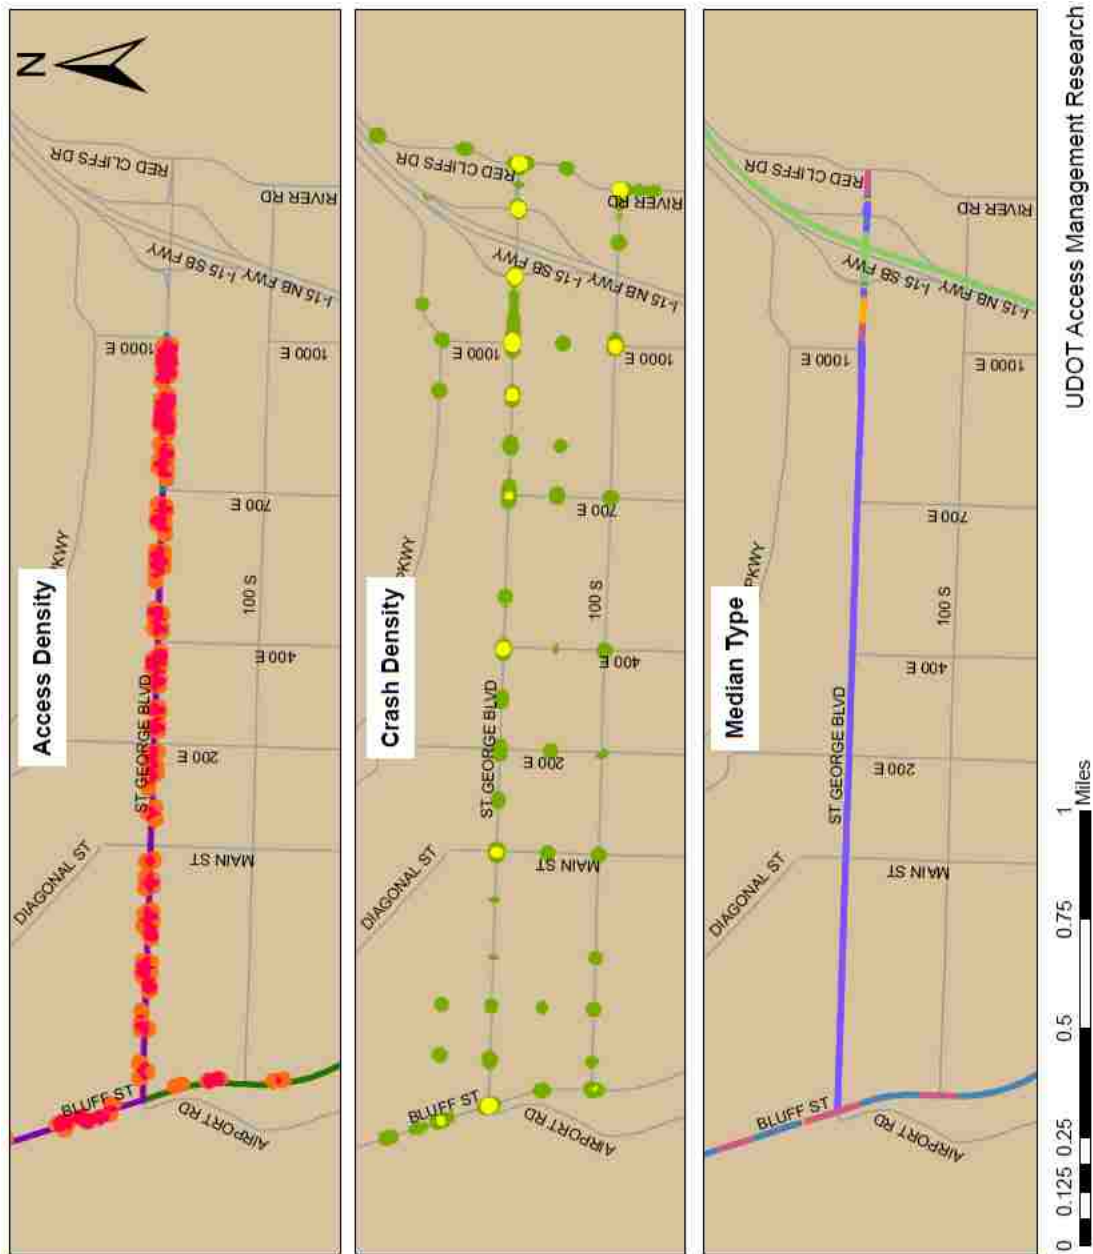 N
Access Density
PKWY
RED CLIFFS DR
RIVER RD
I-15 SB FWY
I-15 NB FWY
1000 E
1000 E
700 E
100 S
400 E
ST GEORGE BLVD
200 E
DIAGONAL ST
MAIN ST
BLUFF ST
AIRPORT RD
Crash Density
PKWY
RED CLIFFS DR
RIVER RD
I-15 SB FWY
I-15 NB FWY
1000 E
1000 E
700 E
100 S
400 E
ST GEORGE BLVD
200 E
DIAGONAL ST
MAIN ST
BLUFF ST
AIRPORT RD
Median Type
PKWY
RED CLIFFS DR
RIVER RD
I-15 SB FWY
I-15 NB FWY
1000 E
1000 E
700 E
100 S
400 E
ST GEORGE BLVD
200 E
DIAGONAL ST
MAIN ST
BLUFF ST
AIRPORT RD
0 0.125 0.25 0.5 0.75 1
Miles
UDOT Access Management Research